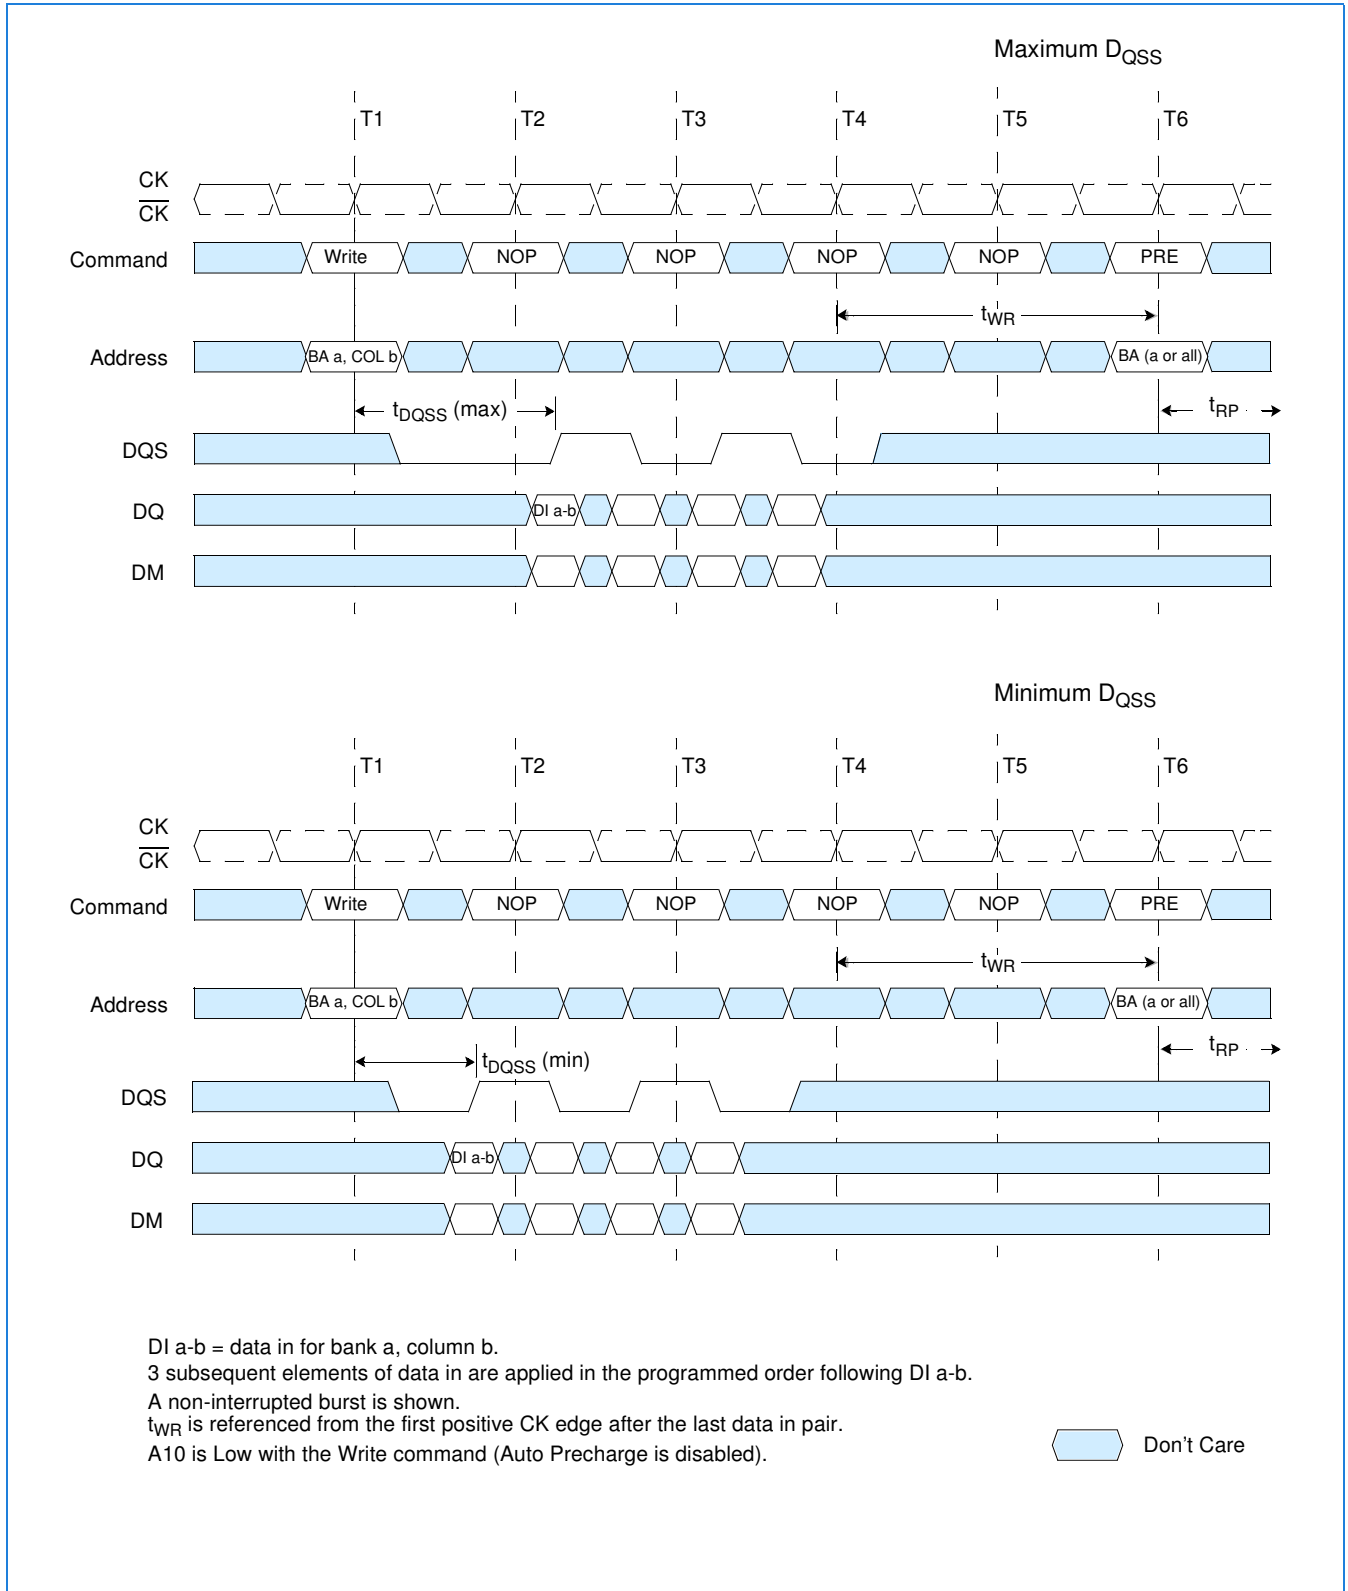 Maximum DQSS
T1 T2 T3 T4 T5 T6
CK
CK
Command Write NOP NOP NOP NOP PRE
tWR
Address BA a, COL b BA (a or all)
tDQSS (max) tRP
DQS
DQ DI a-b
DM
Minimum DQSS
T1 T2 T3 T4 T5 T6
CK
CK
Command Write NOP NOP NOP NOP PRE
tWR
Address BA a, COL b BA (a or all)
tDQSS (min) tRP
DQS
DQ DI a-b
DM
DI a-b = data in for bank a, column b.
3 subsequent elements of data in are applied in the programmed order following DI a-b.
A non-interrupted burst is shown.
tWR is referenced from the first positive CK edge after the last data in pair.
A10 is Low with the Write command (Auto Precharge is disabled).
Don't Care